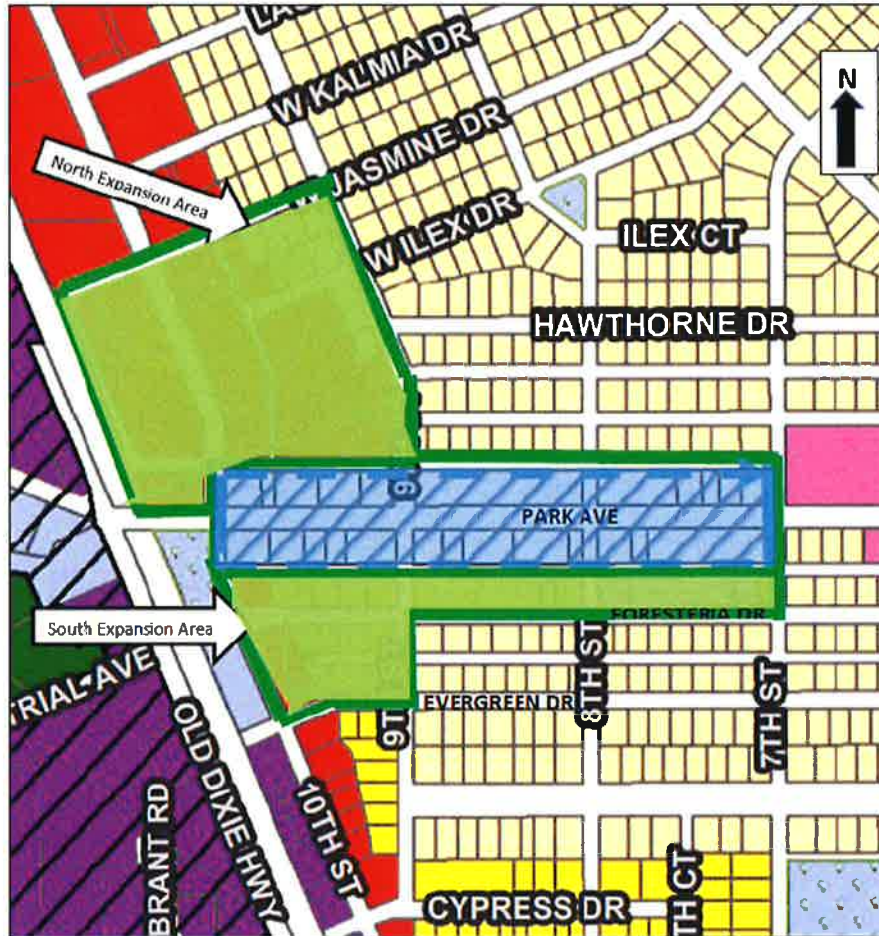 W KALMIA DR
N
W JASMINE DR
North Expansion Area
W ILEX DR
ILEX CT
HAWTHORNE DR
PARK AVE
FORESTERIA DR
South Expansion Area
8TH ST
7TH ST
EVERGREEN DR
OLD DIXIE HWY
10TH ST
BRANT RD
CYPRESS DR
TH CT
TRIAL AVE
9T